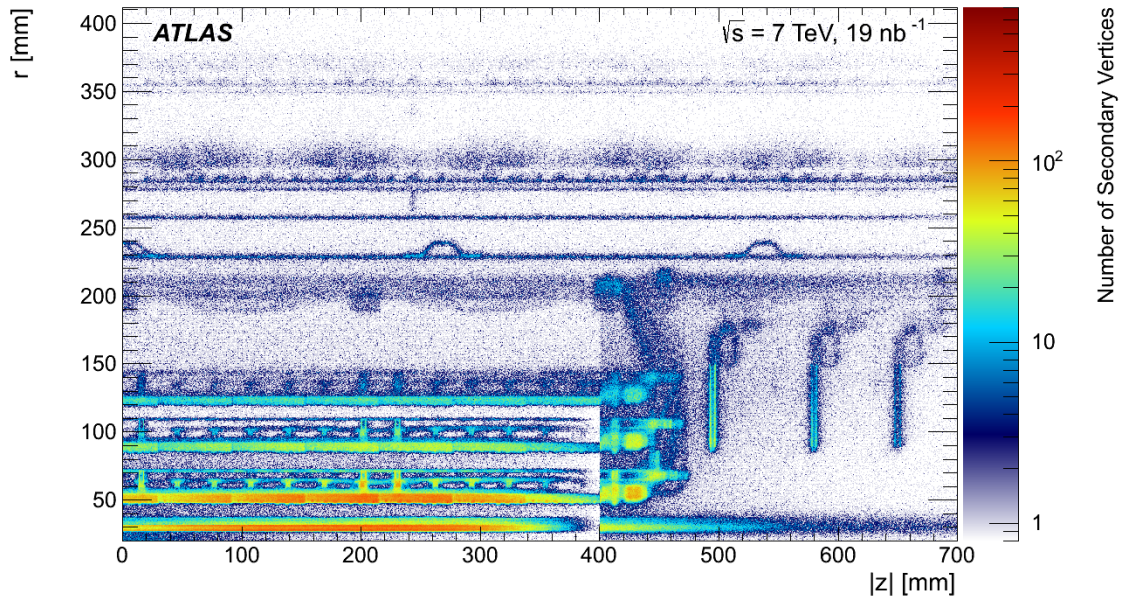 r [mm]
400
350
300
250
200
150
100
50
ATLAS
√s = 7 TeV, 19 nb⁻¹
0 100 200 300 400 500 600 700
|z| [mm]
10²
10
1
Number of Secondary Vertices